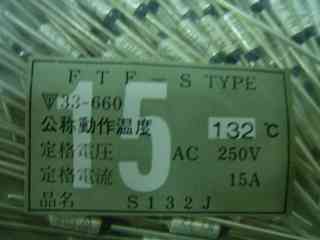 FTF-S TYPE
33-660
公称動作温度 132 ℃
定格電圧 AC 250V
定格電流 15A
品名 S132J
15